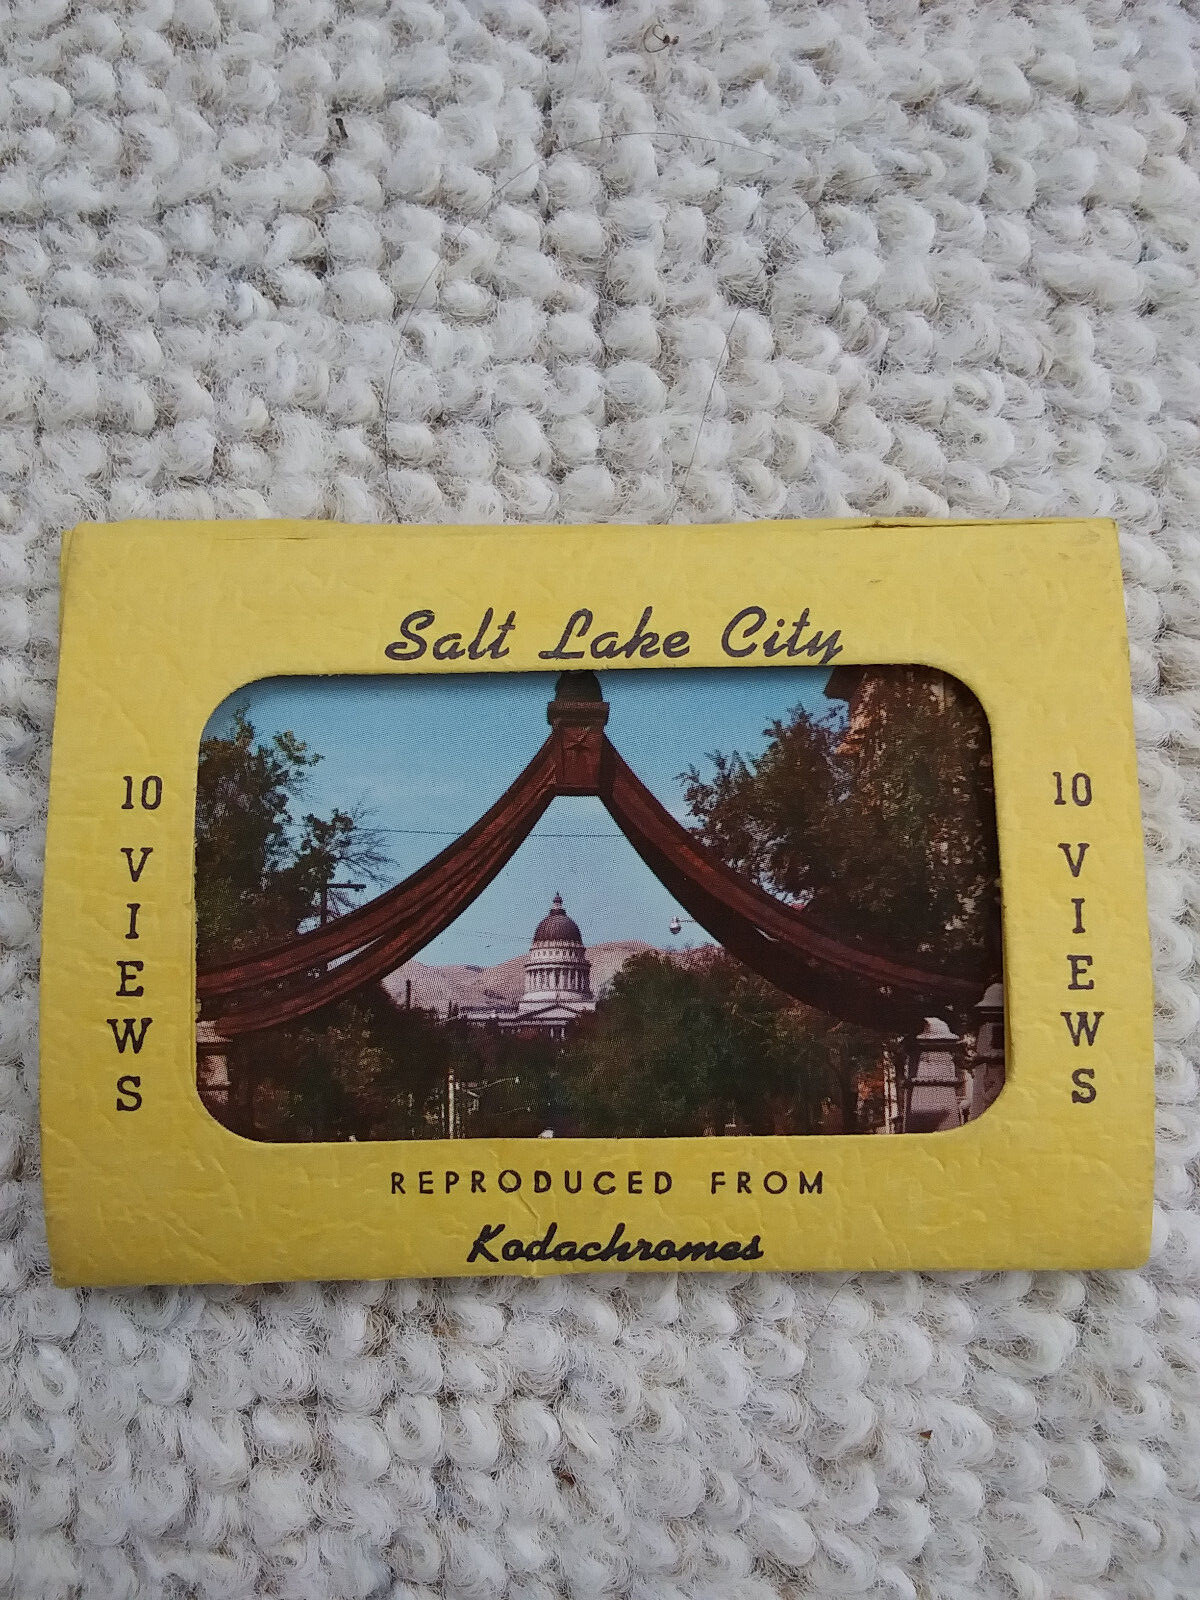 Salt Lake City
10
VIEWS
10
VIEWS
REPRODUCED FROM
Kodachromes